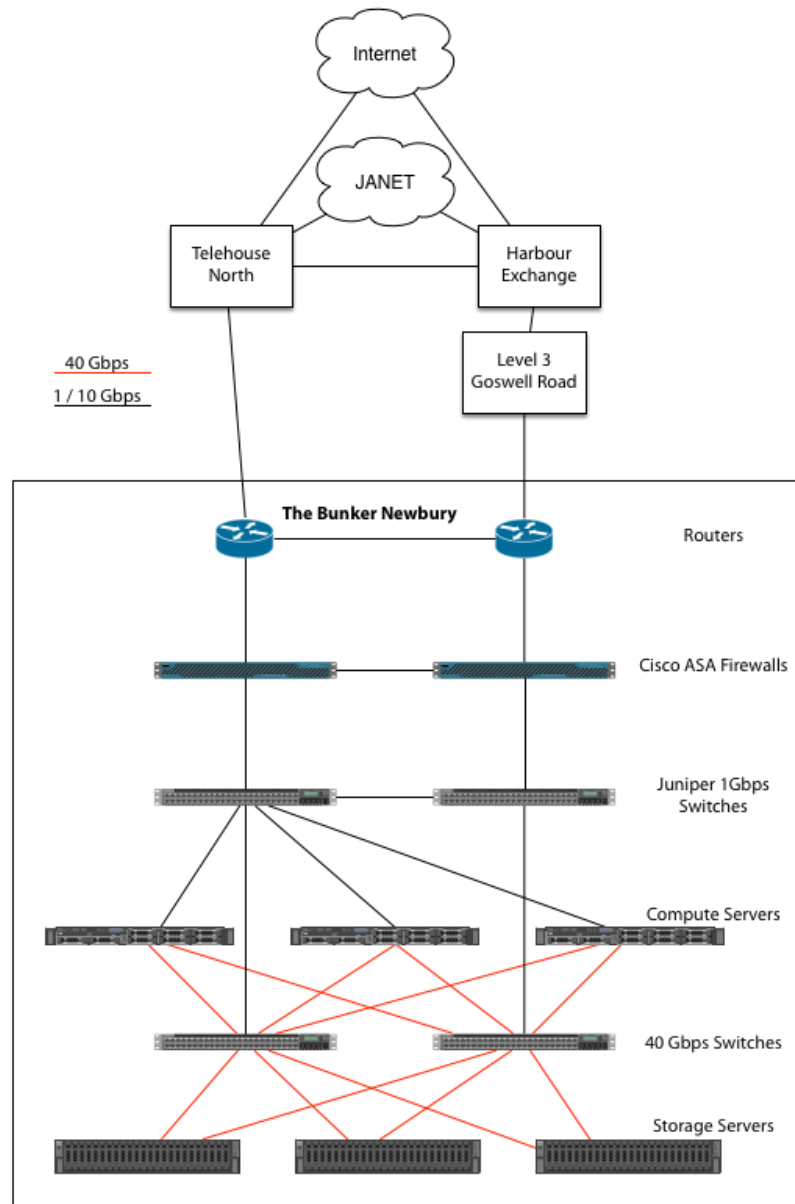 Internet
JANET
Telehouse
North
Harbour
Exchange
Level 3
Goswell Road
40 Gbps
1 / 10 Gbps
The Bunker Newbury
Routers
Cisco ASA Firewalls
Juniper 1Gbps
Switches
Compute Servers
40 Gbps Switches
Storage Servers